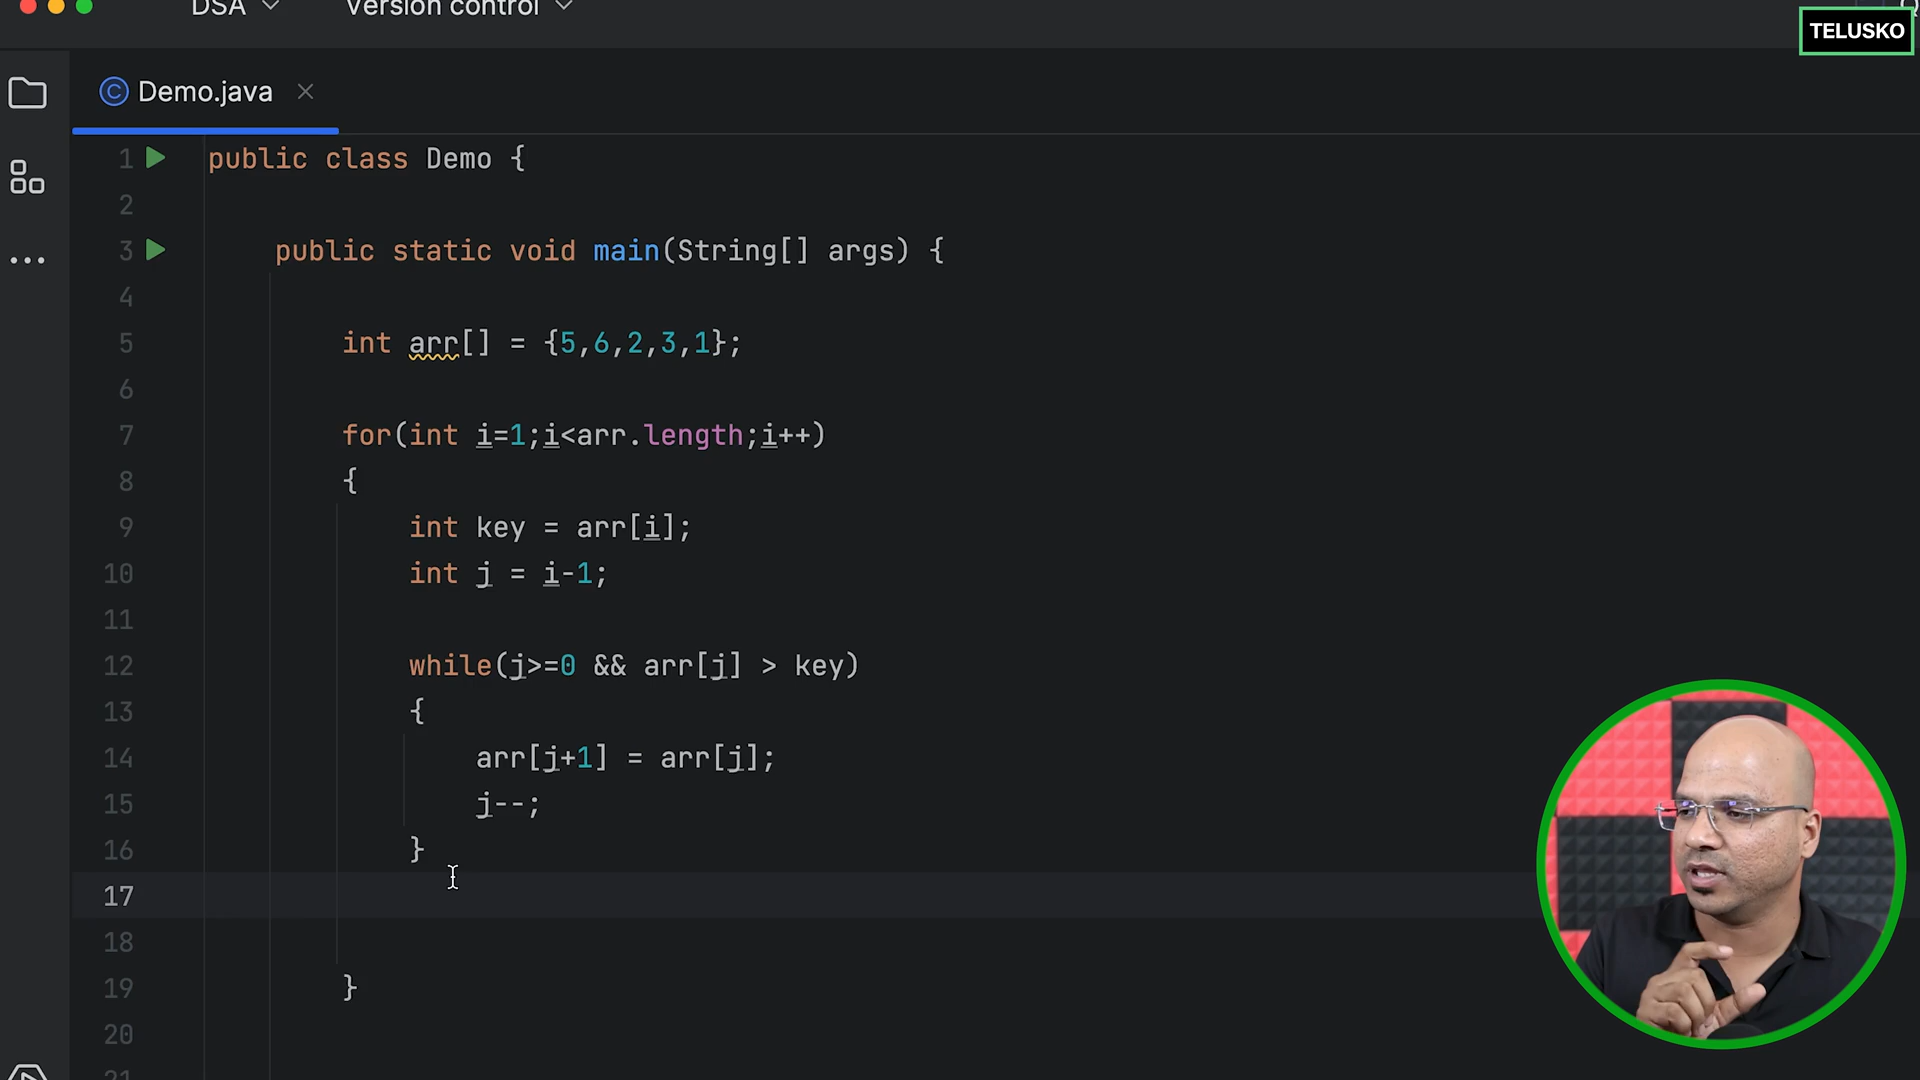 DSA
Version control
TELUSKO
Demo.java
1 public class Demo {
2
3 public static void main(String[] args) {
4
5 int arr[] = {5,6,2,3,1};
6
7 for(int i=1;i<arr.length;i++)
8 {
9 int key = arr[i];
10 int j = i-1;
11
12 while(j>=0 && arr[j] > key)
13 {
14 arr[j+1] = arr[j];
15 j--;
16 }
17
18
19 }
20
21